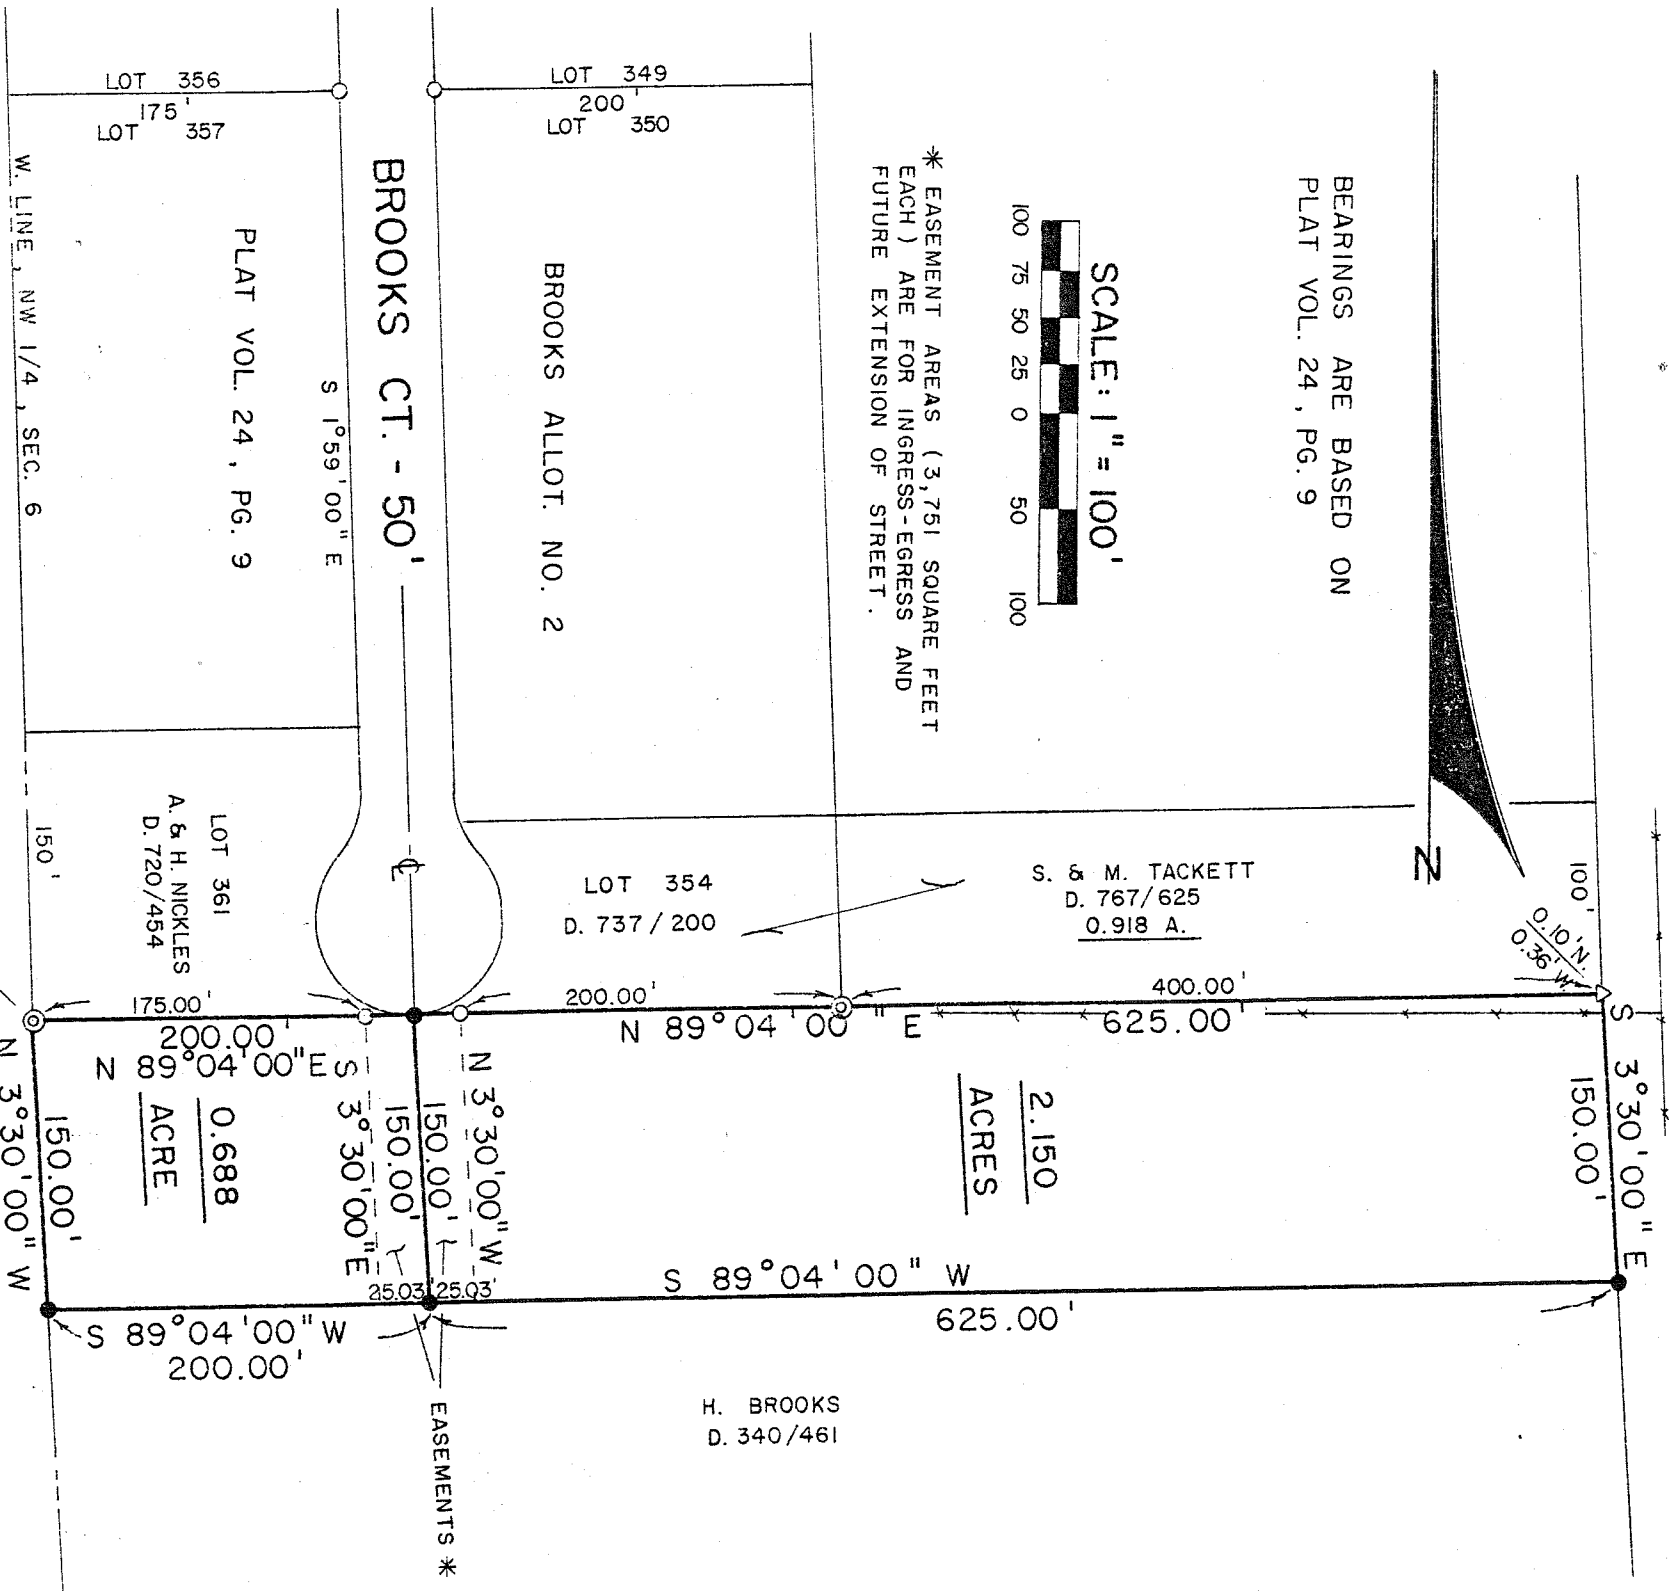 LOT 356
175'
LOT 357
LOT 349
200'
LOT 350
W. LINE, NW 1/4, SEC. 6
PLAT VOL. 24, PG. 9
S 1°59'00" E
BROOKS CT. - 50'
BROOKS ALLOT. NO. 2
* EASEMENT AREAS (3,751 SQUARE FEET
EACH) ARE FOR INGRESS-EGRESS AND
FUTURE EXTENSION OF STREET.
SCALE: 1" = 100'
100 75 50 25 0 50 100
BEARINGS ARE BASED ON
PLAT VOL. 24, PG. 9
N
150'
LOT 361
A. & H. NICKLES
D. 720/454
℄
LOT 354
D. 737/200
S. & M. TACKETT
D. 767/625
0.918 A.
100'
0.10' N.
0.36' W.
175.00'
200.00'
N 89°04'00"E
200.00'
N 89°04'00" E
400.00'
625.00'
S 3°30'00" E
150.00'
N 3°30'00" W
150.00'
0.688
ACRE
S 3°30'00"E
150.00'
150.00'
N 3°30'00"W
2.150
ACRES
25.03' 25.03'
S 89°04'00"W
200.00'
S 89°04'00" W
625.00'
EASEMENTS *
H. BROOKS
D. 340/461